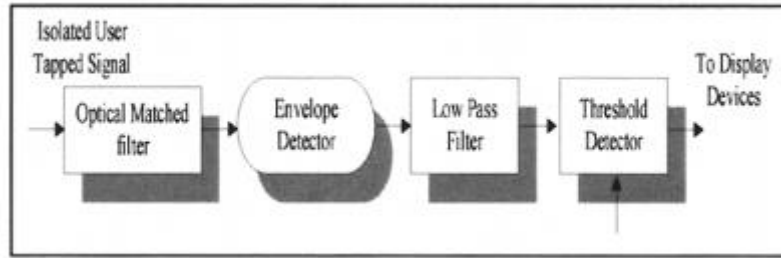 Isolated User
Tapped Signal
Optical Matched
filter
Envelope
Detector
Low Pass
Filter
Threshold
Detector
To Display
Devices